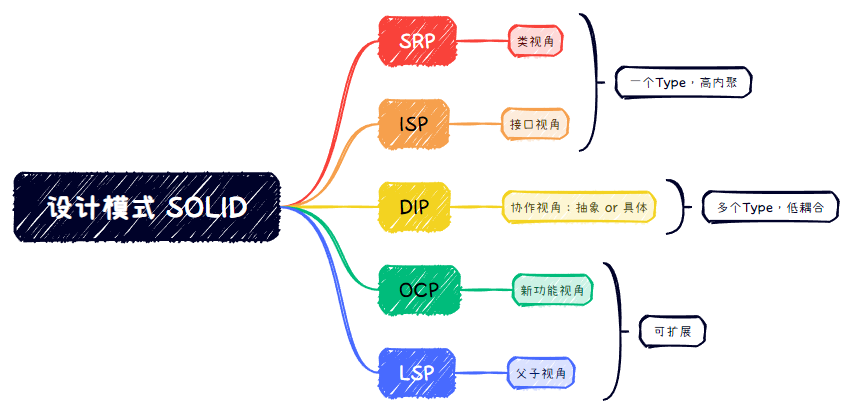 设计模式 SOLID
SRP
类视角
ISP
接口视角
一个Type，高内聚
DIP
协作视角：抽象 or 具体
多个Type，低耦合
OCP
新功能视角
LSP
父子视角
可扩展